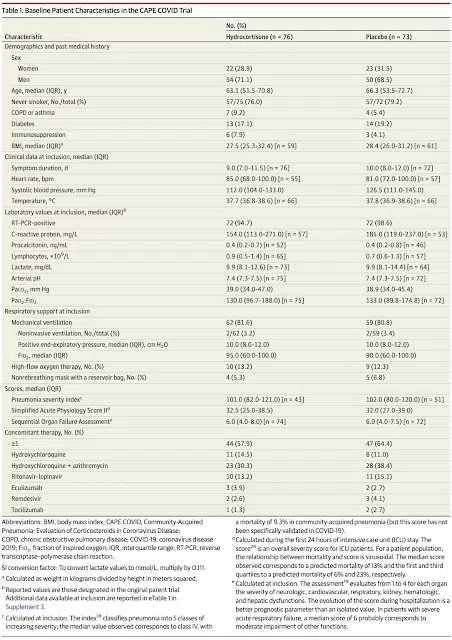 Table 1. Baseline Patient Characteristics in the CAPE COVID Trial
No. (%)
Characteristic Hydrocortisone (n = 76) Placebo (n = 73)
Demographics and past medical history
Sex
Women 22 (28.9) 23 (31.5)
Men 54 (71.1) 50 (68.5)
Age, median (IQR), y 63.1 (51.5-70.8) 66.3 (53.5-72.7)
Never smoker, No./total (%) 57/75 (76.0) 57/72 (79.2)
COPD or asthma 7 (9.2) 4 (5.4)
Diabetes 13 (17.1) 14 (19.2)
Immunosuppression 6 (7.9) 3 (4.1)
BMI, median (IQR)a 27.5 (25.3-32.4) [n = 59] 28.4 (26.0-31.2) [n = 61]
Clinical data at inclusion, median (IQR)
Symptom duration, d 9.0 (7.0-11.5) [n = 76] 10.0 (8.0-12.0) [n = 72]
Heart rate, bpm 85.0 (68.0-100.0) [n = 55] 81.0 (72.0-100.0) [n = 57]
Systolic blood pressure, mm Hg 112.0 (104.0-133.0) 126.5 (111.0-145.0)
Temperature, °C 37.7 (36.8-38.8) [n = 66] 37.8 (36.9-38.6) [n = 66]
Laboratory values at inclusion, median (IQR)b
RT-PCR-positive 72 (94.7) 72 (98.6)
C-reactive protein, mg/L 154.0 (113.0-271.0) [n = 57] 185.0 (119.0-237.0) [n = 53]
Procalcitonin, ng/mL 0.4 (0.2-0.7) [n = 52] 0.4 (0.2-0.8) [n = 46]
Lymphocytes, ×10⁹/L 0.9 (0.5-1.4) [n = 65] 0.7 (0.6-1.3) [n = 57]
Lactate, mg/dL 9.9 (8.1-12.6) [n = 73] 9.9 (8.1-14.4) [n = 64]
Arterial pH 7.4 (7.3-7.5) [n = 75] 7.4 (7.3-7.5) [n = 72]
Paco₂, mm Hg 39.0 (34.0-47.0) 38.9 (34.0-45.4)
Pao₂:Fio₂ 130.0 (96.7-188.0) [n = 75] 133.0 (89.8-174.8) [n = 72]
Respiratory support at inclusion
Mechanical ventilation 62 (81.6) 59 (80.8)
Noninvasive ventilation, No./total (%) 2/62 (3.2) 2/59 (3.4)
Positive end-expiratory pressure, median (IQR), cm H₂O 10.0 (8.0-12.0) 10.0 (8.0-12.0)
Fio₂, median (IQR) 95.0 (60.0-100.0) 90.0 (60.0-100.0)
High-flow oxygen therapy, No. (%) 10 (13.2) 9 (12.3)
Nonrebreathing mask with a reservoir bag, No. (%) 4 (5.3) 5 (6.8)
Scores, median (IQR)
Pneumonia severity indexc 101.0 (82.0-121.0) [n = 43] 102.0 (80.0-120.0) [n = 51]
Simplified Acute Physiology Score IId 32.5 (25.0-38.5) 32.0 (27.0-39.0)
Sequential Organ Failure Assessmente 6.0 (4.0-8.0) [n = 74] 6.0 (4.0-7.5) [n = 72]
Concomitant therapy, No. (%)
≥1 44 (57.9) 47 (64.4)
Hydroxychloroquine 11 (14.5) 8 (11.0)
Hydroxychloroquine + azithromycin 23 (30.3) 28 (38.4)
Ritonavir-lopinavir 10 (13.2) 11 (15.1)
Eculizumab 3 (3.9) 2 (2.7)
Remdesivir 2 (2.6) 3 (4.1)
Tocilizumab 1 (1.3) 2 (2.7)
Abbreviations: BMI, body mass index; CAPE COVID, Community-Acquired
Pneumonia: Evaluation of Corticosteroids in Coronavirus Disease;
COPD, chronic obstructive pulmonary disease; COVID-19, coronavirus disease
2019; Fio₂, fraction of inspired oxygen; IQR, interquartile range; RT-PCR, reverse
transcriptase-polymerase chain reaction.
SI conversion factor: To convert lactate values to mmol/L, multiply by 0.111.
a Calculated as weight in kilograms divided by height in meters squared.
b Reported values are those designated in the original parent trial.
Additional data available at inclusion are reported in eTable 1 in
Supplement 3.
c Calculated at inclusion. The index classifies pneumonia into 5 classes of
increasing severity; the median value observed corresponds to class IV, with
a mortality of 9.3% in community-acquired pneumonia (but this score has not
been specifically validated in COVID-19).
d Calculated during the first 24 hours of intensive care unit (ICU) stay. The
score is an overall severity score for ICU patients. For a patient population,
the relationship between mortality and score is sinusoidal. The median score
observed corresponds to a predicted mortality of 13% and the first and third
quartiles to a predicted mortality of 6% and 23%, respectively.
e Calculated at inclusion. The assessment evaluates from 1 to 4 for each organ
the severity of neurologic, cardiovascular, respiratory, kidney, hematologic,
and hepatic dysfunctions. The evolution of the score during hospitalization is a
better prognostic parameter than an isolated value. In patients with severe
acute respiratory failure, a median score of 6 probably corresponds to
moderate impairment of other functions.